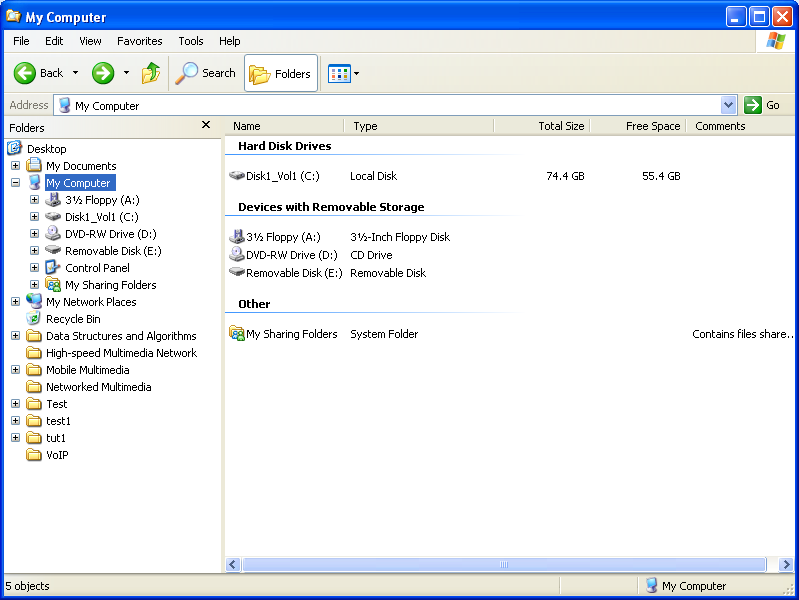 My Computer
File Edit View Favorites Tools Help
Back Search Folders
Address My Computer Go
Folders
Name Type Total Size Free Space Comments
Desktop
My Documents
My Computer
3½ Floppy (A:)
Disk1_Vol1 (C:)
DVD-RW Drive (D:)
Removable Disk (E:)
Control Panel
My Sharing Folders
My Network Places
Recycle Bin
Data Structures and Algorithms
High-speed Multimedia Network
Mobile Multimedia
Networked Multimedia
Test
test1
tut1
VoIP
Hard Disk Drives
Disk1_Vol1 (C:) Local Disk 74.4 GB 55.4 GB
Devices with Removable Storage
3½ Floppy (A:) 3½-Inch Floppy Disk
DVD-RW Drive (D:) CD Drive
Removable Disk (E:) Removable Disk
Other
My Sharing Folders System Folder Contains files share...
5 objects My Computer